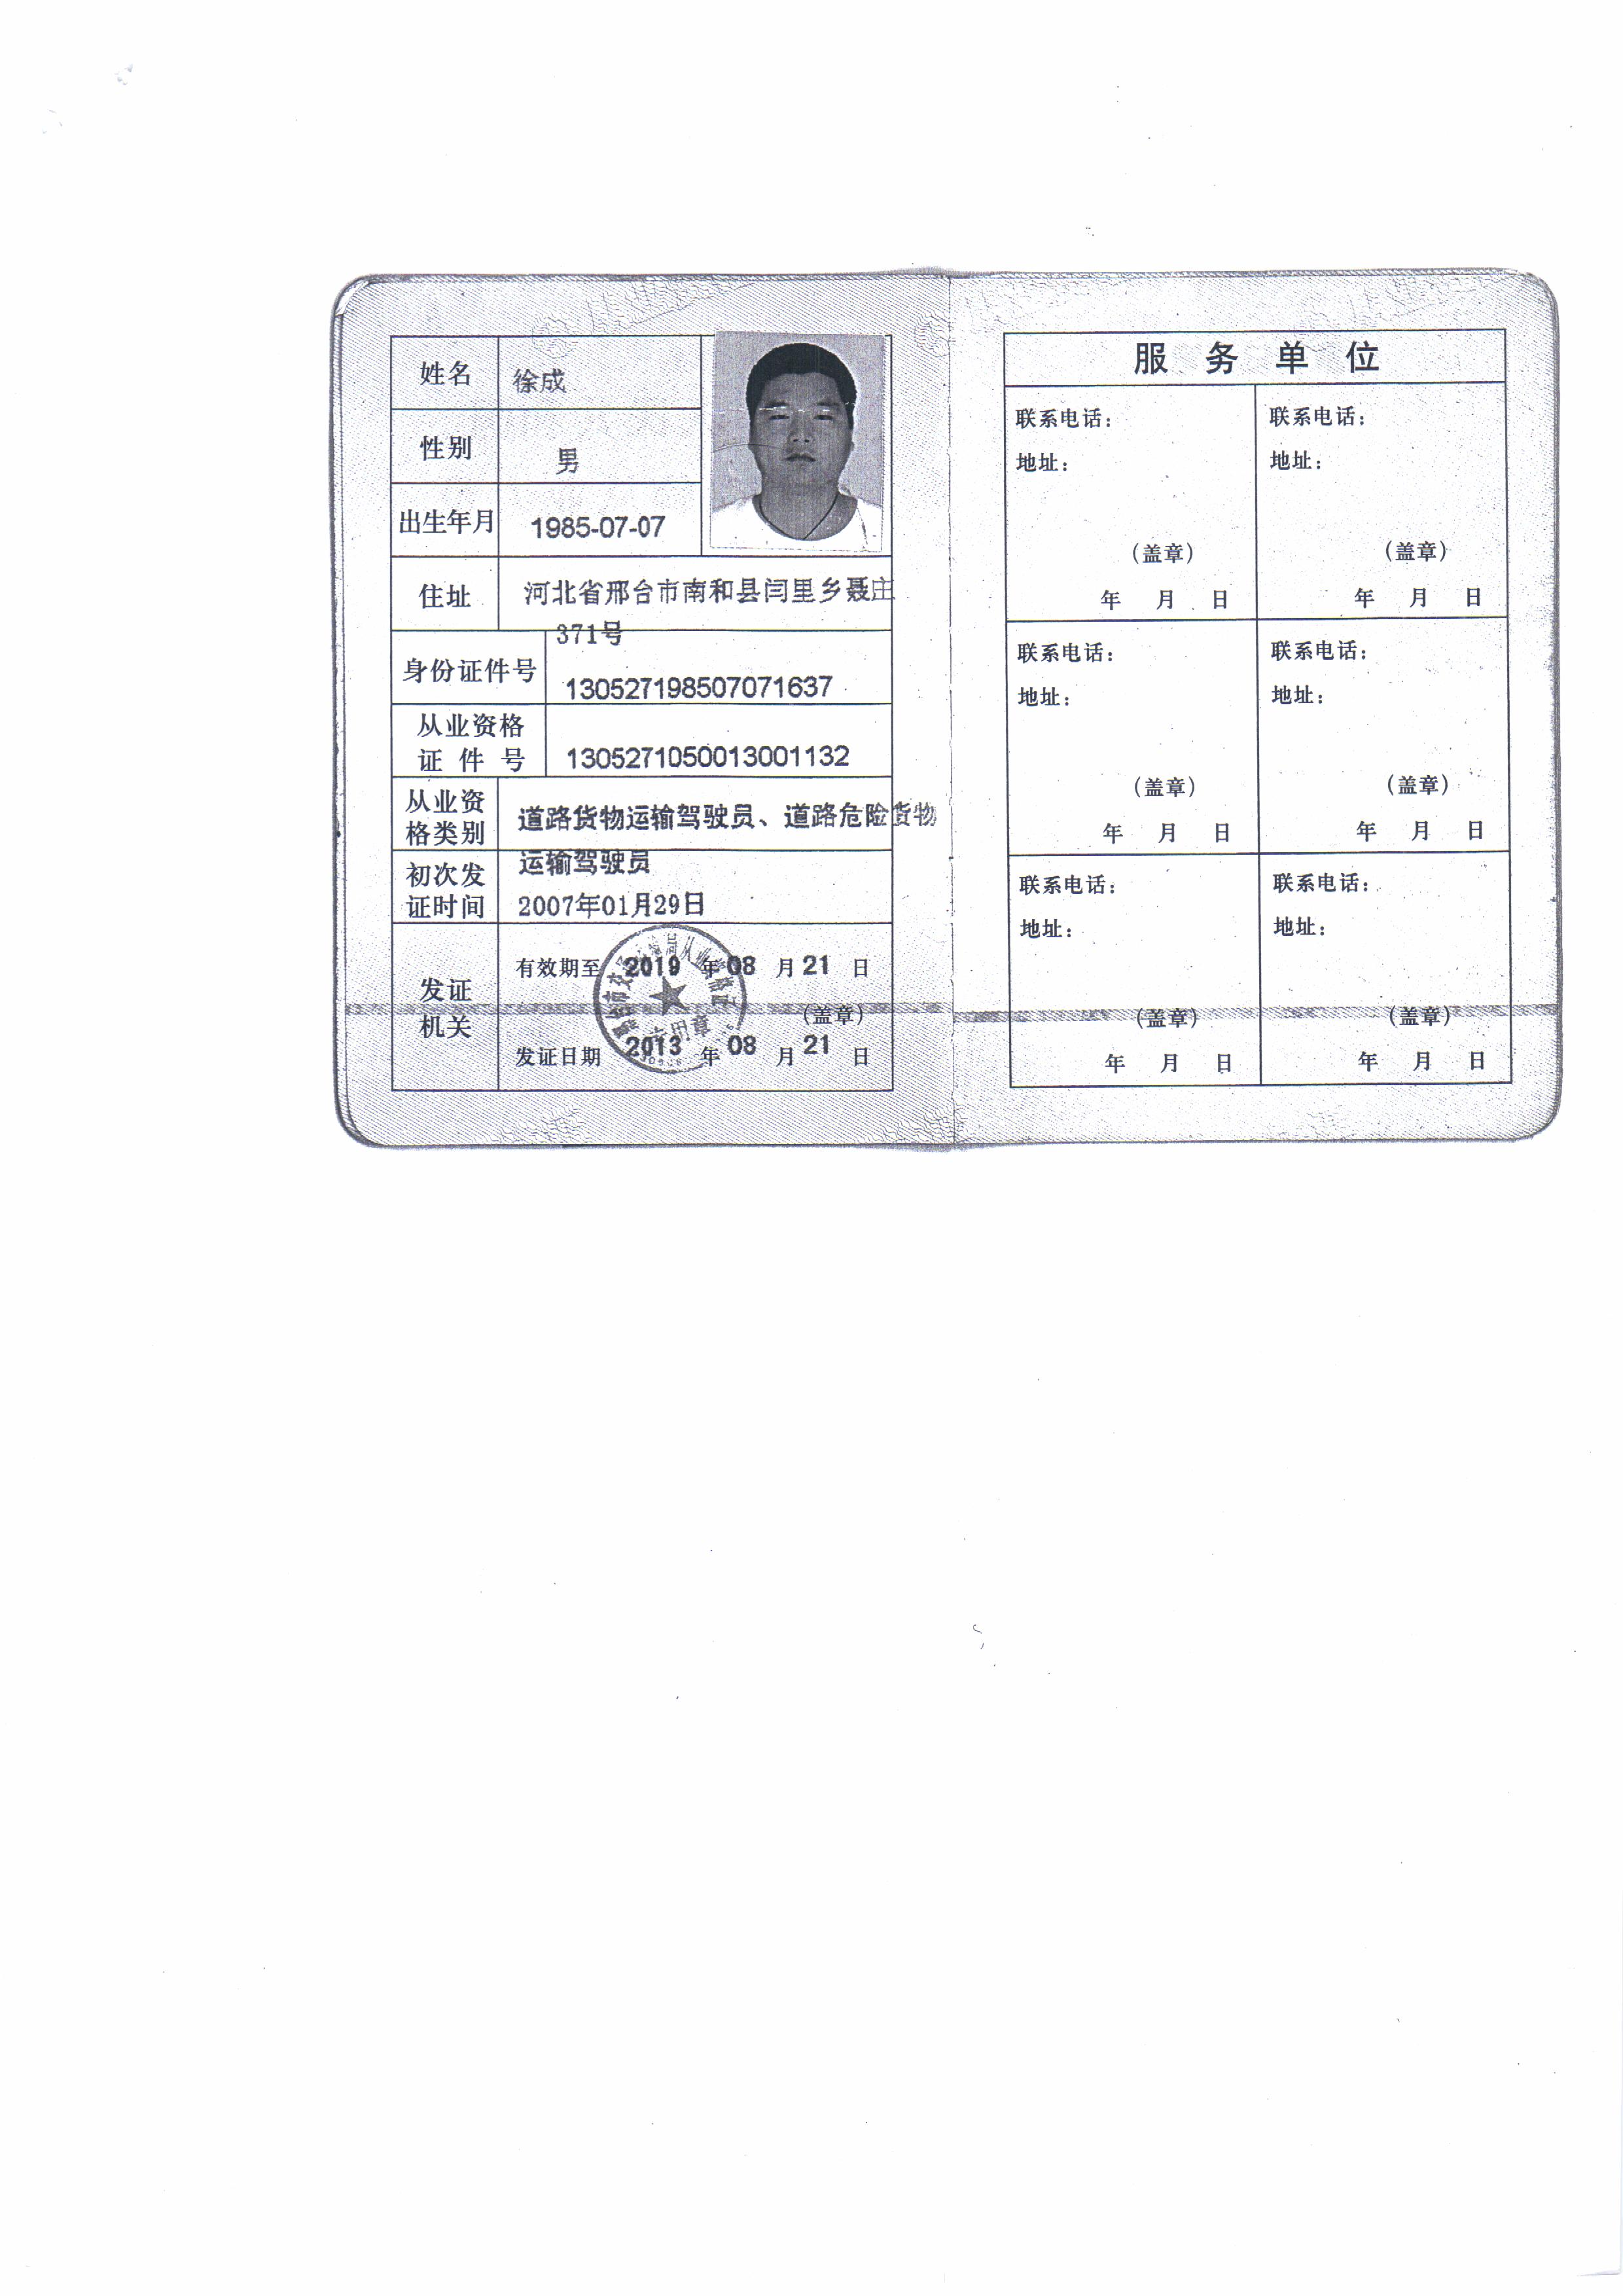 姓名 徐成
性别 男
出生年月 1985-07-07
住址 河北省邢台市南和县闫里乡聂庄
371号
身份证件号 130527198507071637
从业资格
证件号 1305271050013001132
从业资
格类别 道路货物运输驾驶员、道路危险货物
运输驾驶员
初次发
证时间 2007年01月29日
发证
机关
有效期至 2019 年 08 月 21 日
(盖章)
发证日期 2013 年 08 月 21 日
专用章
服务单位
联系电话:
地址:
(盖章)
年 月 日
联系电话:
地址:
(盖章)
年 月 日
联系电话:
地址:
(盖章)
年 月 日
联系电话:
地址:
(盖章)
年 月 日
联系电话:
地址:
(盖章)
年 月 日
联系电话:
地址:
(盖章)
年 月 日